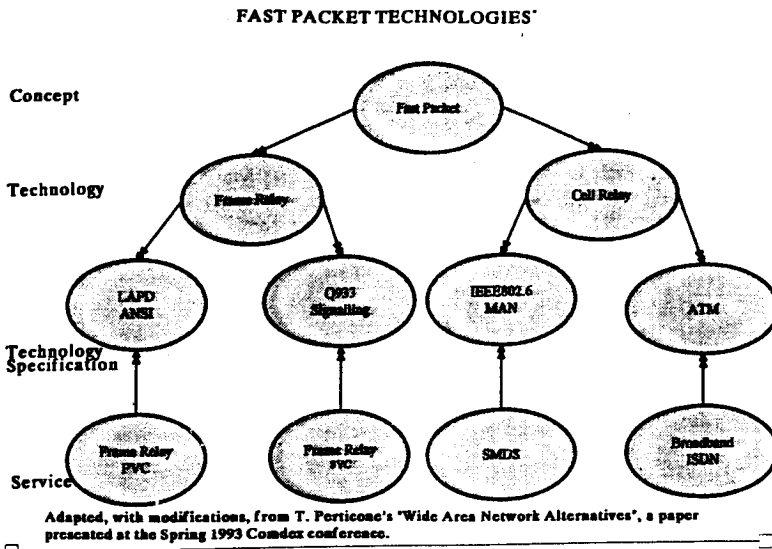 FAST PACKET TECHNOLOGIES*
Concept
Fast Packet
Technology
Frame Relay
Cell Relay
LAPD
ANSI
Q933
Signalling
IEEE802.6
MAN
ATM
Technology
Specification
Frame Relay
PVC
Frame Relay
SMDS
Broadband
ISDN
Service
Adapted, with modifications, from T. Perticone's "Wide Area Network Alternatives", a paper
presented at the Spring 1993 Comdex conference.